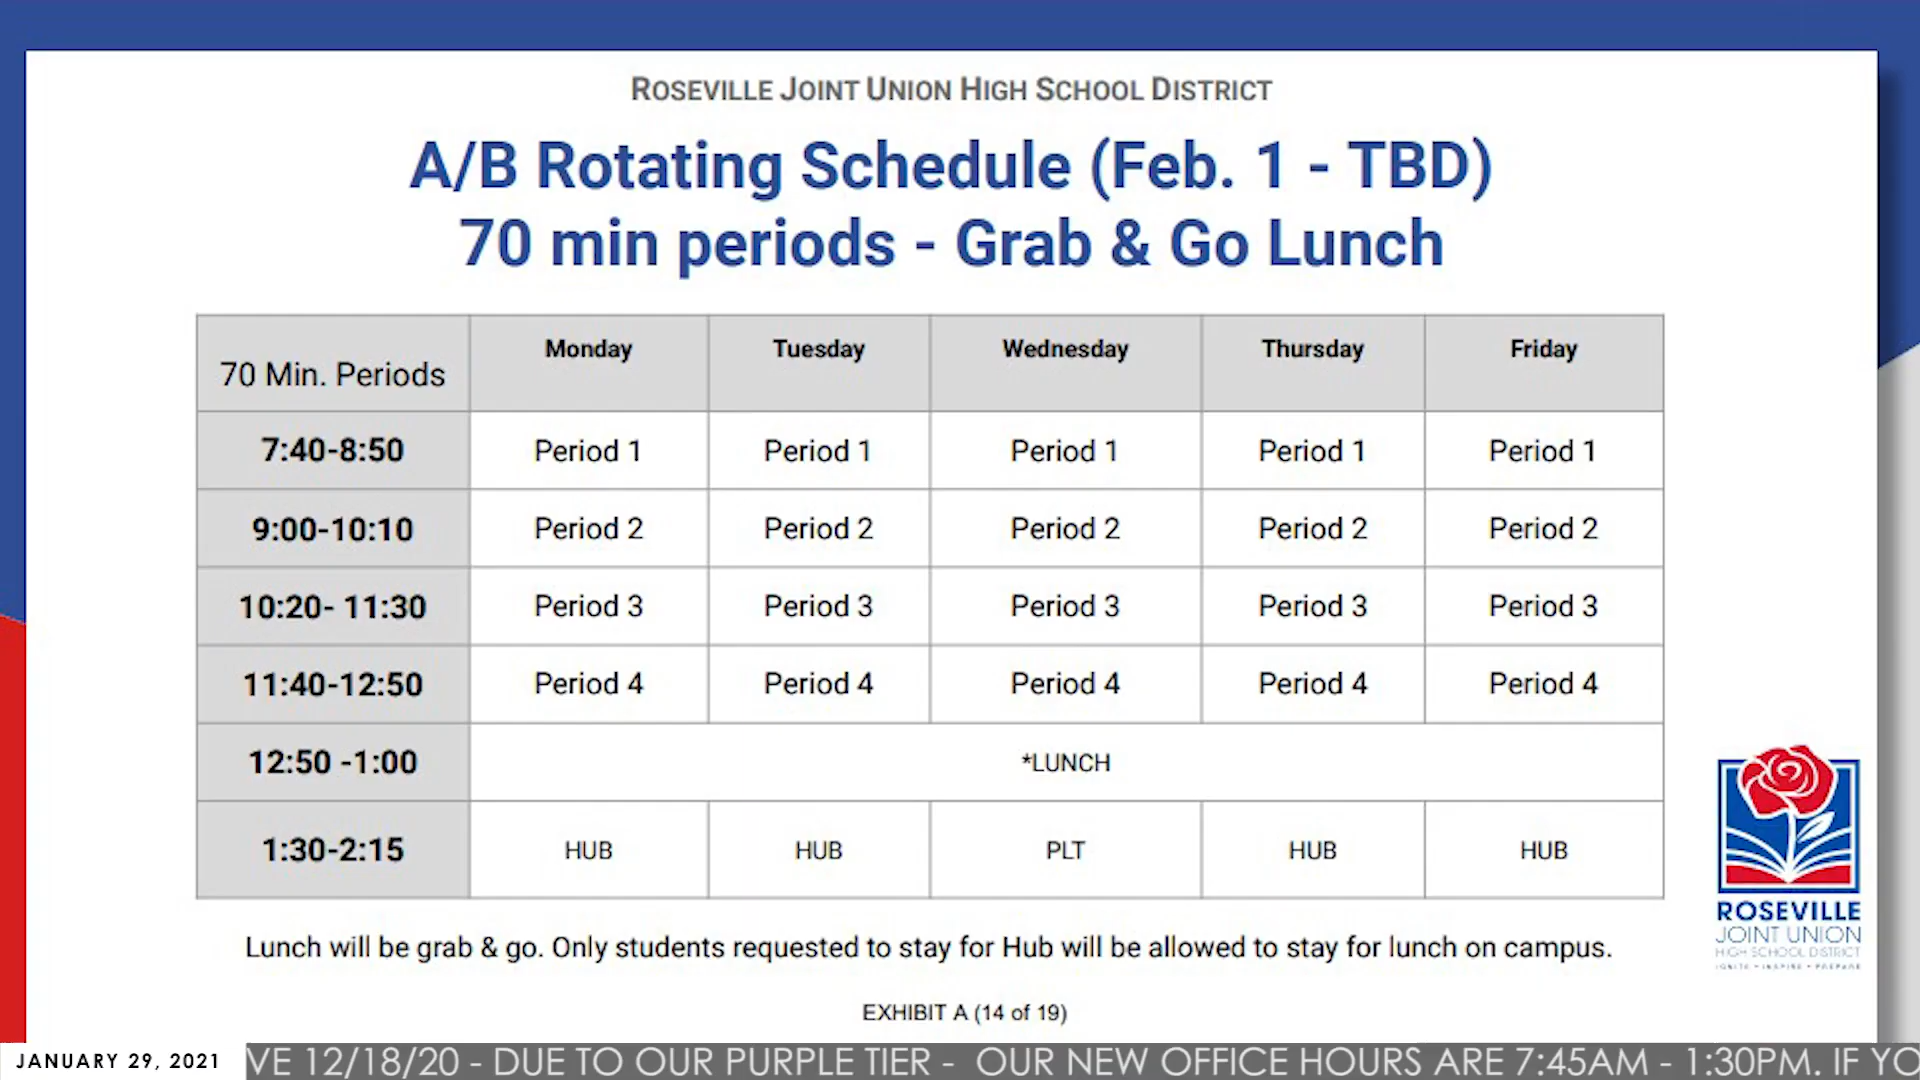 ROSEVILLE JOINT UNION HIGH SCHOOL DISTRICT
A/B Rotating Schedule (Feb. 1 - TBD)
70 min periods - Grab & Go Lunch
70 Min. Periods Monday Tuesday Wednesday Thursday Friday
7:40-8:50 Period 1 Period 1 Period 1 Period 1 Period 1
9:00-10:10 Period 2 Period 2 Period 2 Period 2 Period 2
10:20- 11:30 Period 3 Period 3 Period 3 Period 3 Period 3
11:40-12:50 Period 4 Period 4 Period 4 Period 4 Period 4
12:50 -1:00 *LUNCH
1:30-2:15 HUB HUB PLT HUB HUB
Lunch will be grab & go. Only students requested to stay for Hub will be allowed to stay for lunch on campus.
EXHIBIT A (14 of 19)
ROSEVILLE
JOINT UNION
HIGH SCHOOL DISTRICT
IGNITE • INSPIRE • PREPARE
JANUARY 29, 2021 VE 12/18/20 - DUE TO OUR PURPLE TIER - OUR NEW OFFICE HOURS ARE 7:45AM - 1:30PM. IF YO